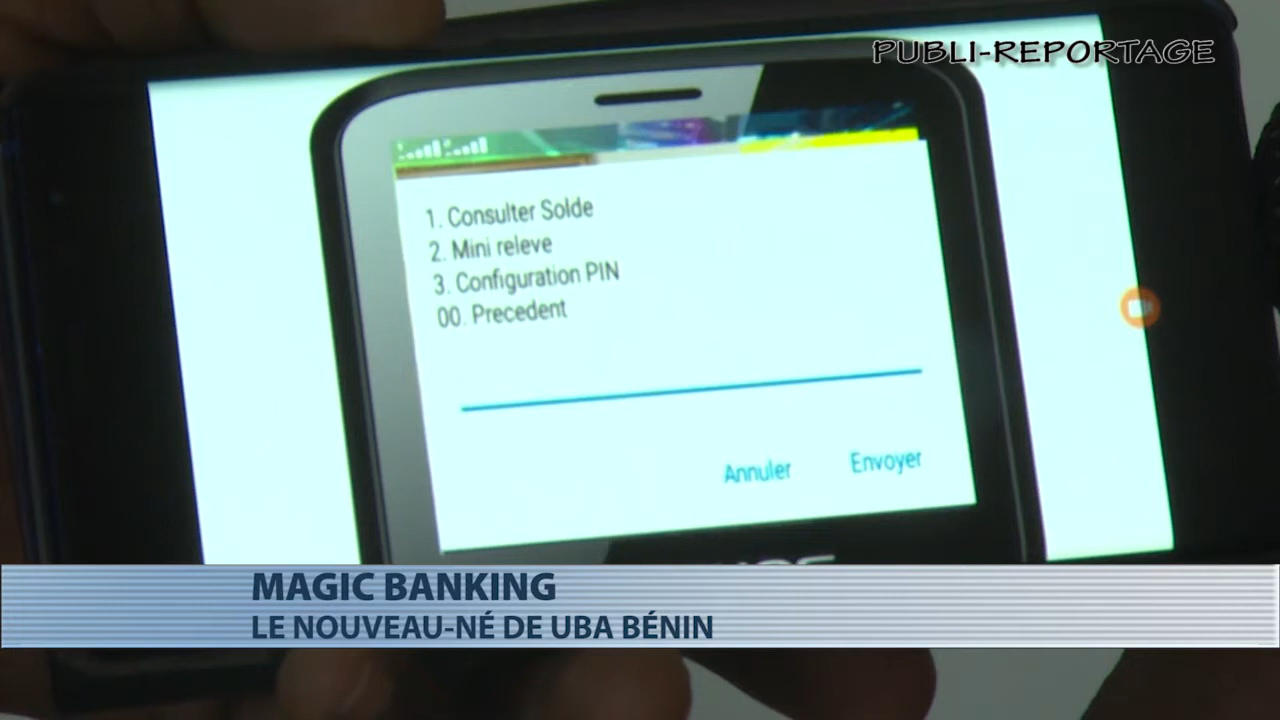 PUBLI-REPORTAGE
1. Consulter Solde
2. Mini releve
3. Configuration PIN
00. Precedent
Annuler
Envoyer
MAGIC BANKING
LE NOUVEAU-NÉ DE UBA BÉNIN